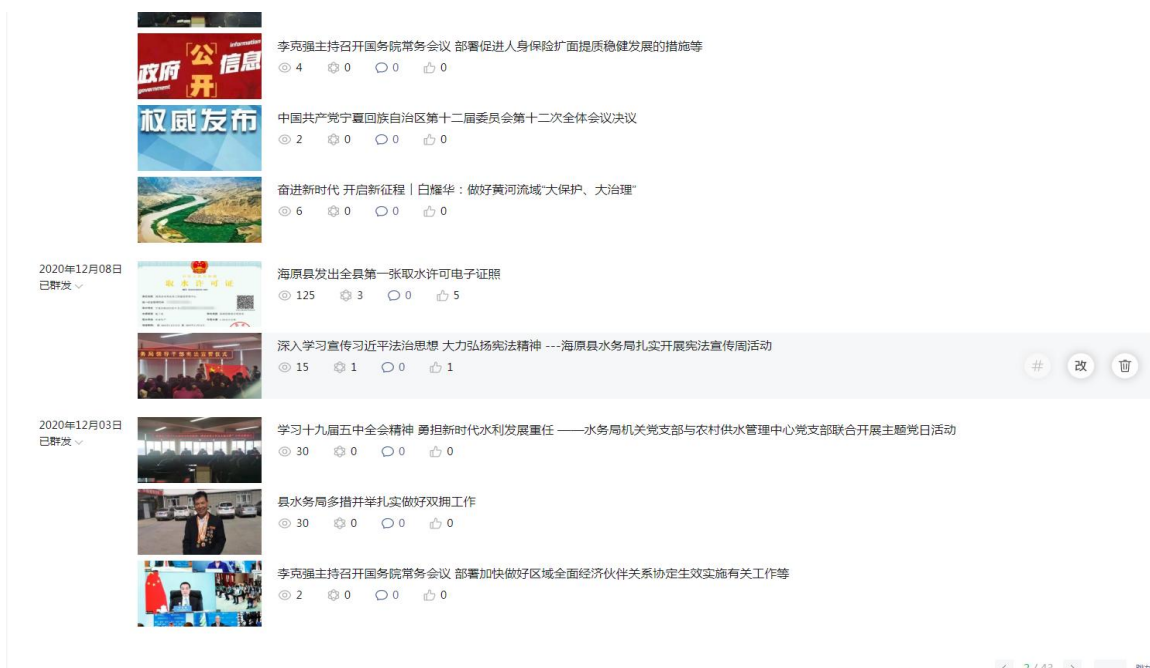 政府
information
公开
信息
government
李克强主持召开国务院常务会议 部署促进人身保险扩面提质稳健发展的措施等
4 0 0 0
权威发布
中国共产党宁夏回族自治区第十二届委员会第十二次全体会议决议
2 0 0 0
奋进新时代 开启新征程｜白耀华：做好黄河流域“大保护、大治理”
6 0 0 0
2020年12月08日
已群发
取水许可证
海原县发出全县第一张取水许可电子证照
125 3 0 5
深入学习宣传习近平法治思想 大力弘扬宪法精神 ---海原县水务局扎实开展宪法宣传周活动
15 1 0 1
# 改
2020年12月03日
已群发
学习十九届五中全会精神 勇担新时代水利发展重任 ——水务局机关党支部与农村供水管理中心党支部联合开展主题党日活动
30 0 0 0
县水务局多措并举扎实做好双拥工作
30 0 0 0
李克强主持召开国务院常务会议 部署加快做好区域全面经济伙伴关系协定生效实施有关工作等
2 0 0 0